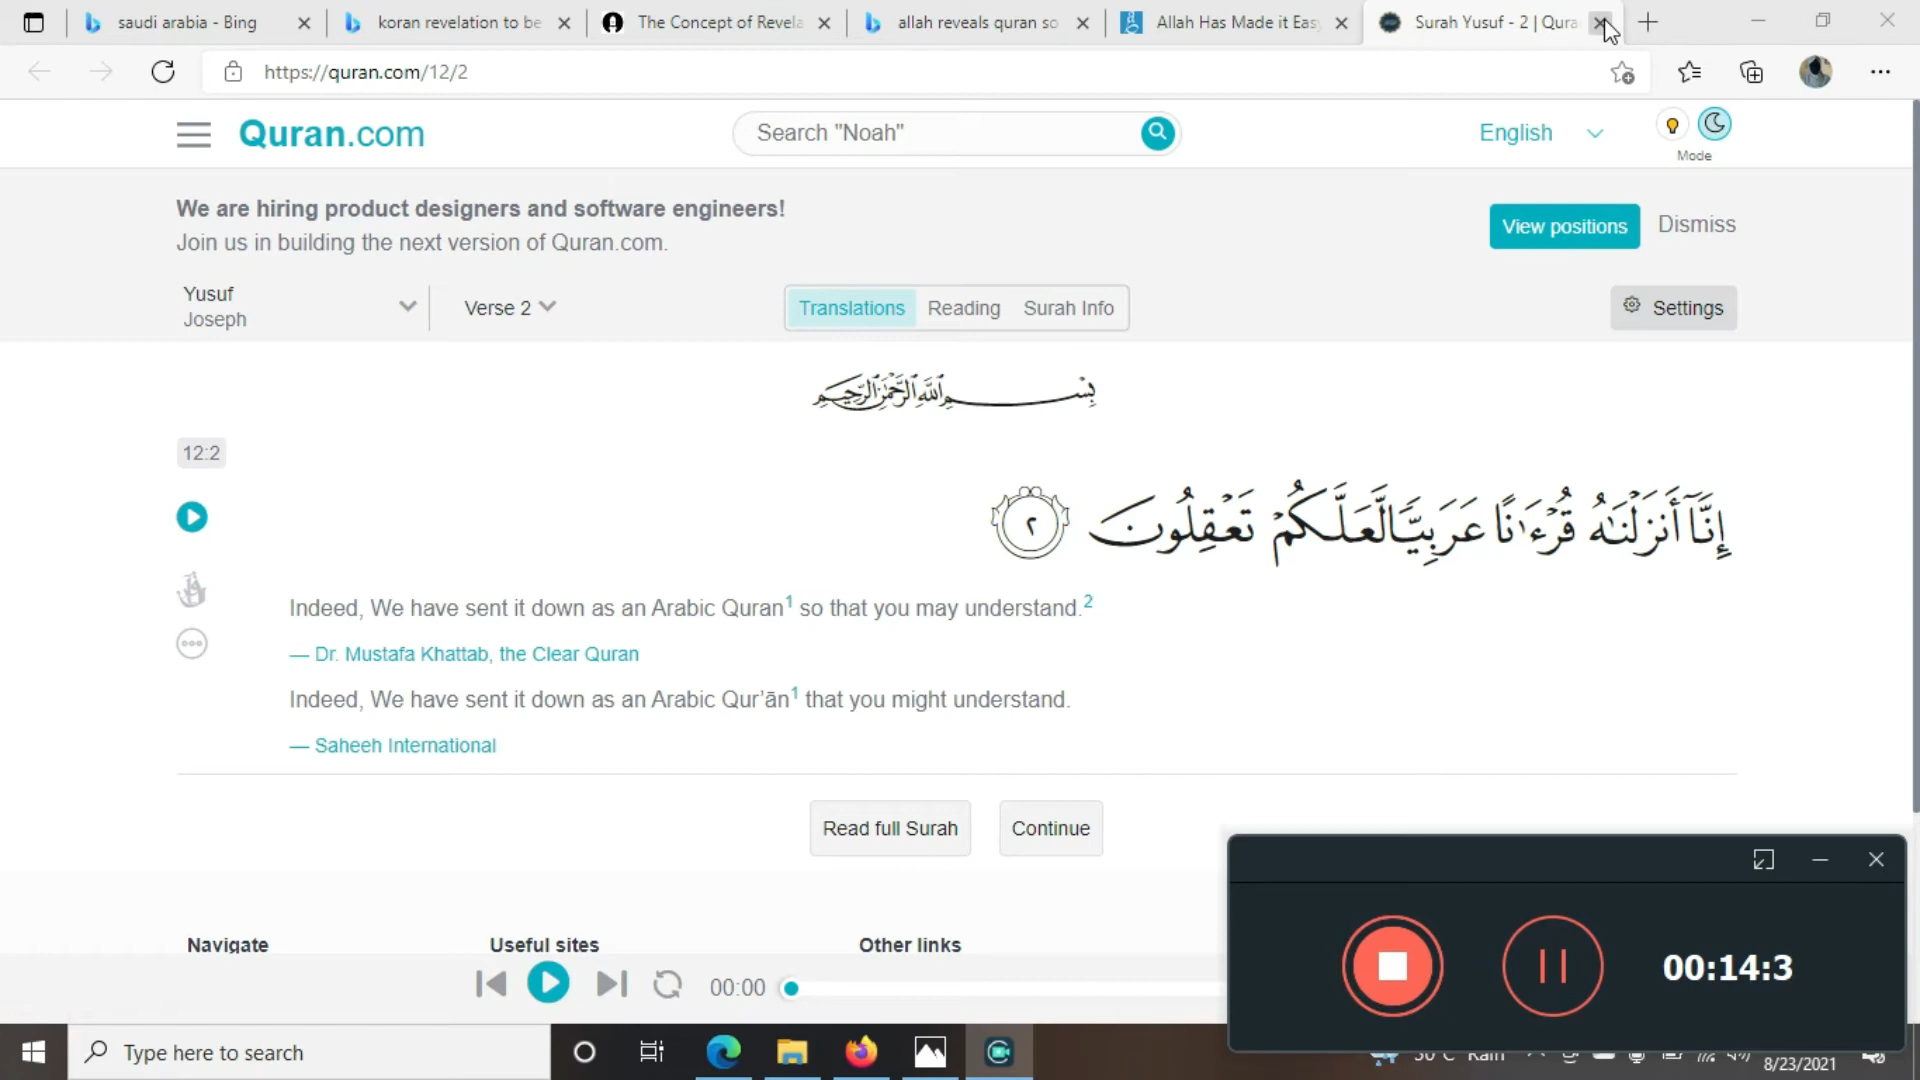 saudi arabia - Bing
koran revelation to be
The Concept of Revela
allah reveals quran so
Allah Has Made it Easy
Surah Yusuf - 2 | Qura
https://quran.com/12/2
Quran.com
Search "Noah"
English
Mode
We are hiring product designers and software engineers!
Join us in building the next version of Quran.com.
View positions
Dismiss
Yusuf
Joseph
Verse 2
Translations
Reading
Surah Info
Settings
بِسْمِ ٱللَّهِ ٱلرَّحْمَٰنِ ٱلرَّحِيمِ
12:2
إِنَّآ أَنزَلْنَٰهُ قُرْءَٰنًا عَرَبِيًّا لَّعَلَّكُمْ تَعْقِلُونَ ٢
Indeed, We have sent it down as an Arabic Quran1 so that you may understand.2
— Dr. Mustafa Khattab, the Clear Quran
Indeed, We have sent it down as an Arabic Qur’ān1 that you might understand.
— Saheeh International
Read full Surah
Continue
Navigate
Useful sites
Other links
00:00
00:14:3
Type here to search
30°C Rain
8/23/2021